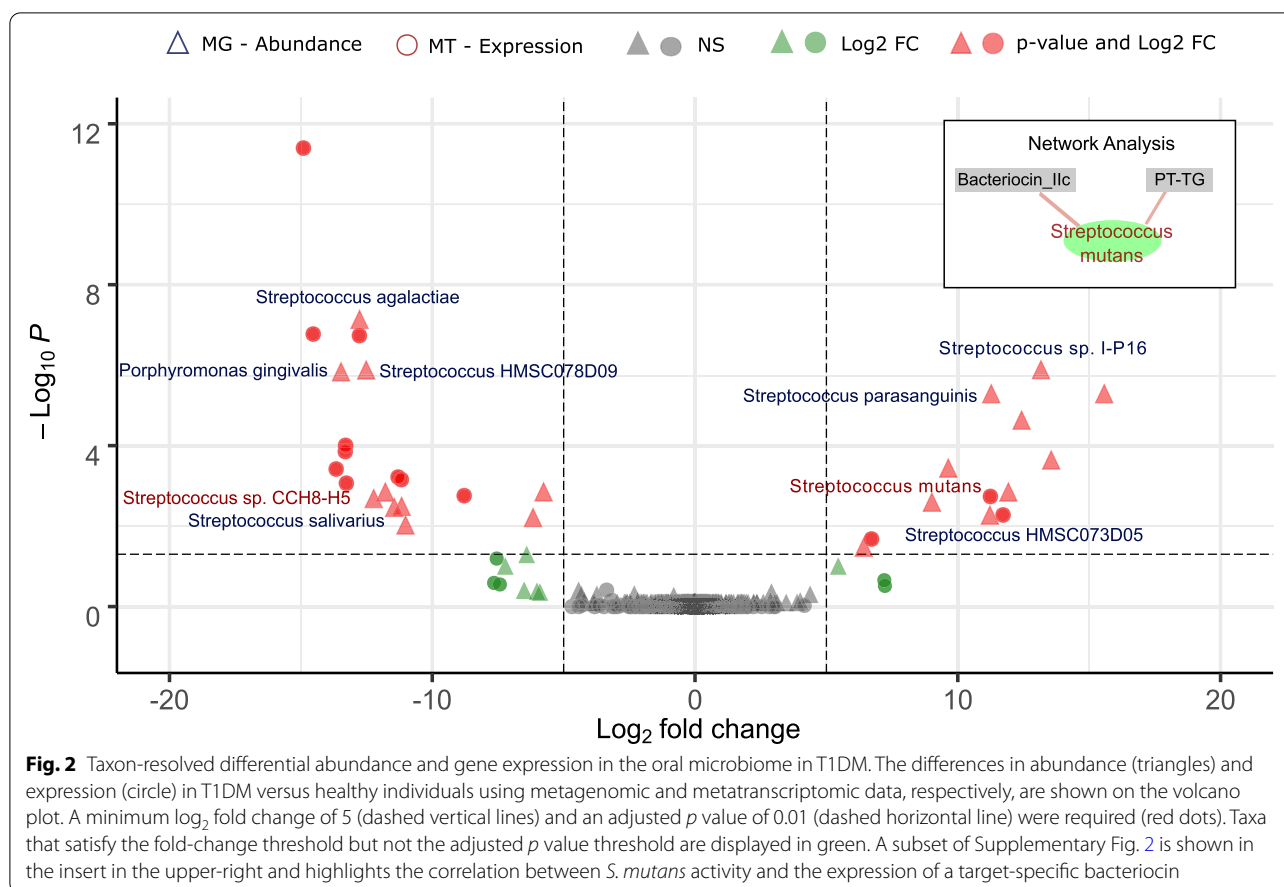 MG - Abundance MT - Expression NS Log2 FC p-value and Log2 FC
12
8
4
0
−Log₁₀ P
Network Analysis
Bacteriocin_IIc PT-TG
Streptococcus
mutans
Streptococcus agalactiae
Porphyromonas gingivalis Streptococcus HMSC078D09
Streptococcus sp. I-P16
Streptococcus parasanguinis
Streptococcus sp. CCH8-H5 Streptococcus mutans
Streptococcus salivarius
Streptococcus HMSC073D05
-20 -10 0 10 20
Log₂ fold change
Fig. 2 Taxon-resolved differential abundance and gene expression in the oral microbiome in T1DM. The differences in abundance (triangles) and
expression (circle) in T1DM versus healthy individuals using metagenomic and metatranscriptomic data, respectively, are shown on the volcano
plot. A minimum log₂ fold change of 5 (dashed vertical lines) and an adjusted p value of 0.01 (dashed horizontal line) were required (red dots). Taxa
that satisfy the fold-change threshold but not the adjusted p value threshold are displayed in green. A subset of Supplementary Fig. 2 is shown in
the insert in the upper-right and highlights the correlation between S. mutans activity and the expression of a target-specific bacteriocin